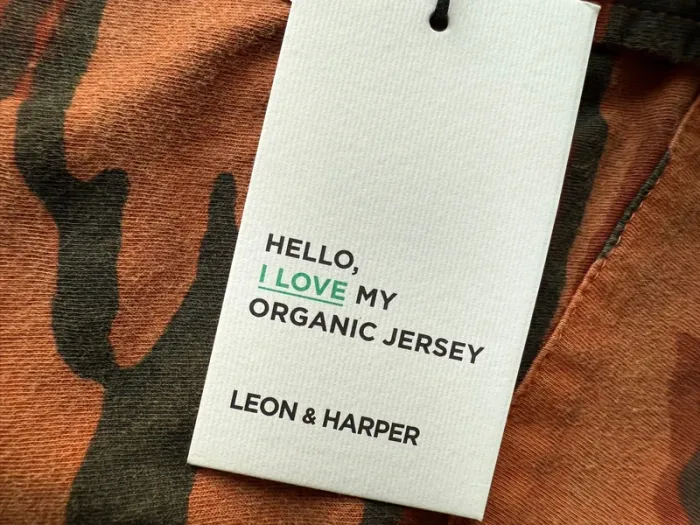 HELLO,
I LOVE MY
ORGANIC JERSEY
LEON & HARPER